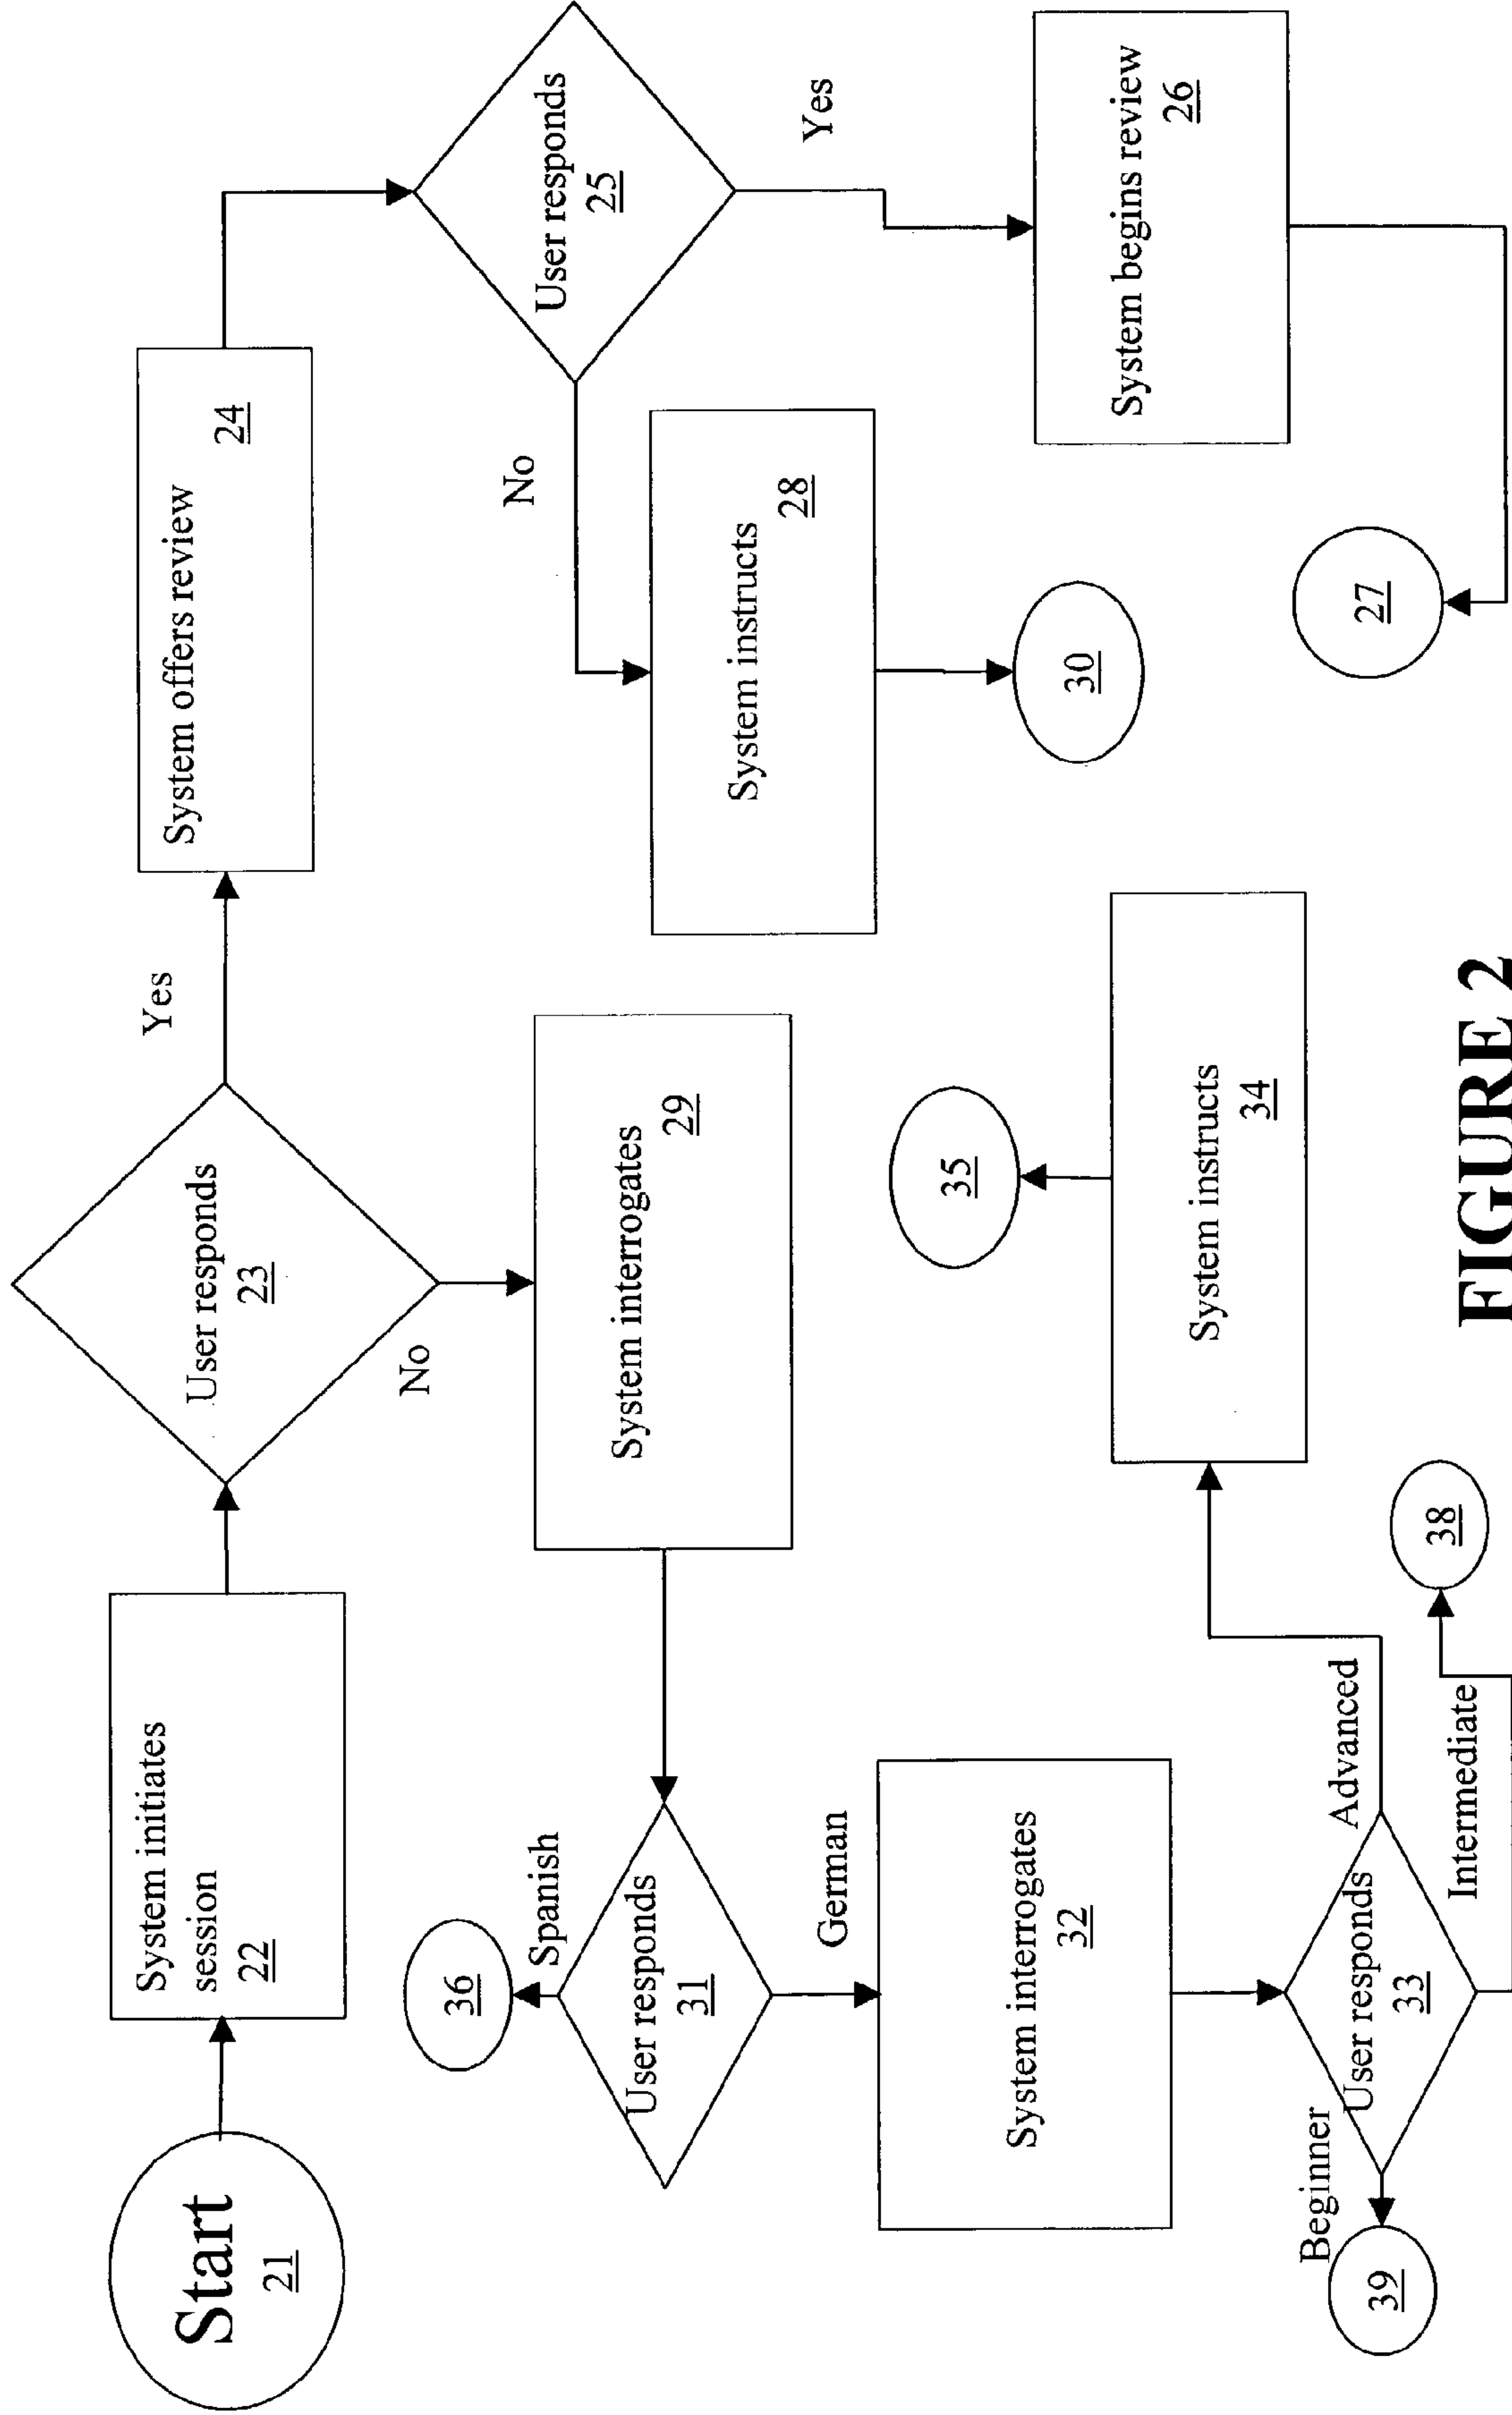 Start
21
System initiates
session
22
User responds
23
Yes
No
System offers review
24
User responds
25
No
Yes
System instructs
28
30
System begins review
26
27
System interrogates
29
Spanish
36
User responds
31
German
System interrogates
32
User responds
33
Beginner
39
Advanced
Intermediate
38
System instructs
34
35
FIGURE 2